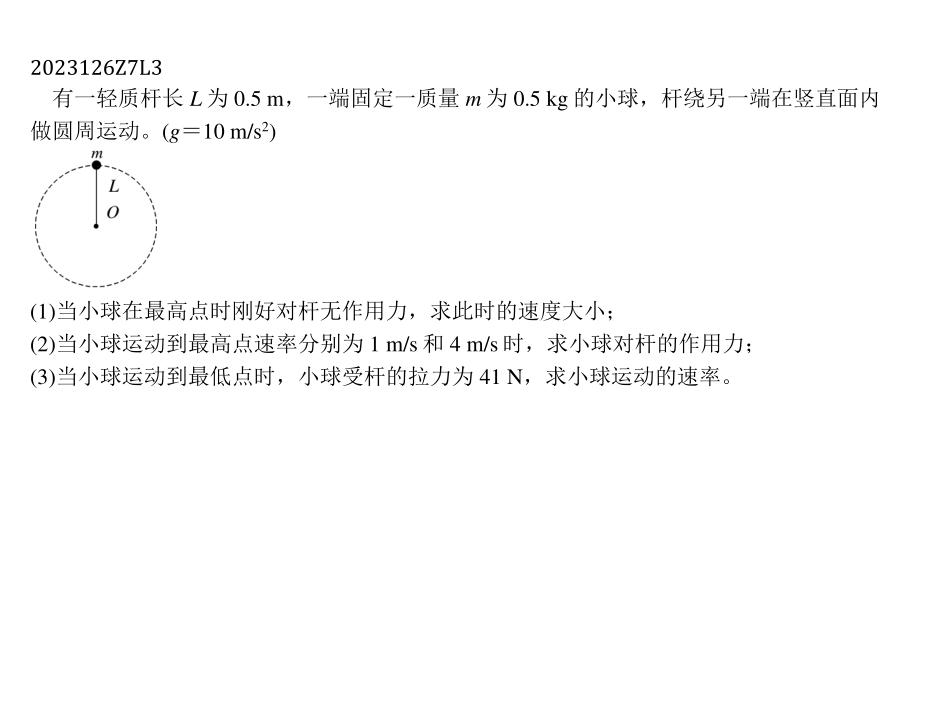 2023126Z7L3
有一轻质杆长 L 为 0.5 m，一端固定一质量 m 为 0.5 kg 的小球，杆绕另一端在竖直面内
做圆周运动。(g＝10 m/s²)
m
L
O
(1)当小球在最高点时刚好对杆无作用力，求此时的速度大小；
(2)当小球运动到最高点速率分别为 1 m/s 和 4 m/s 时，求小球对杆的作用力；
(3)当小球运动到最低点时，小球受杆的拉力为 41 N，求小球运动的速率。